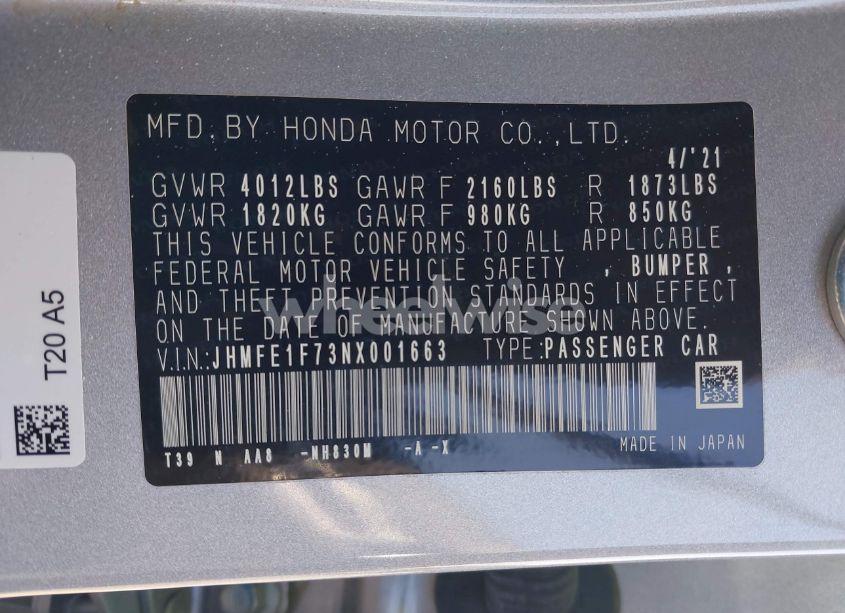 MFD. BY HONDA MOTOR CO., LTD.
4/'21
GVWR 4012LBS GAWR F 2160LBS R 1873LBS
GVWR 1820KG GAWR F 980KG R 850KG
THIS VEHICLE CONFORMS TO ALL APPLICABLE
FEDERAL MOTOR VEHICLE SAFETY , BUMPER ,
AND THEFT PREVENTION STANDARDS IN EFFECT
ON THE DATE OF MANUFACTURE SHOWN ABOVE.
V.I.N.: JHMFE1F73NX001663 TYPE:PASSENGER CAR
T39 N AA8 -NH830M -A -X
MADE IN JAPAN
T20 A5
wheelwise